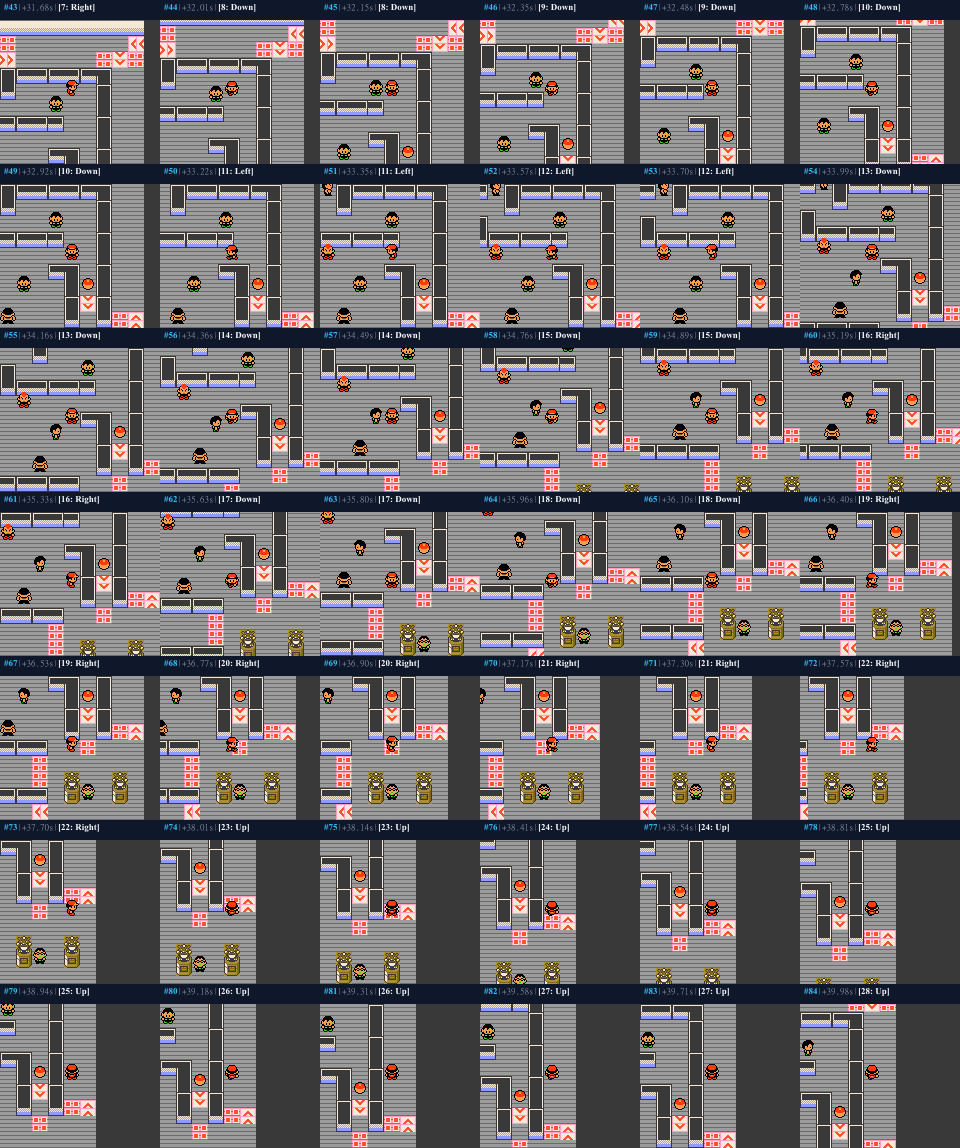 #43|+31.68s|[7: Right]
#44|+32.01s|[8: Down]
#45|+32.15s|[8: Down]
#46|+32.35s|[9: Down]
#47|+32.48s|[9: Down]
#48|+32.78s|[10: Down]
#49|+32.92s|[10: Down]
#50|+33.22s|[11: Left]
#51|+33.35s|[11: Left]
#52|+33.57s|[12: Left]
#53|+33.70s|[12: Left]
#54|+33.99s|[13: Down]
#55|+34.16s|[13: Down]
#56|+34.36s|[14: Down]
#57|+34.49s|[14: Down]
#58|+34.76s|[15: Down]
#59|+34.89s|[15: Down]
#60|+35.19s|[16: Right]
#61|+35.33s|[16: Right]
#62|+35.63s|[17: Down]
#63|+35.80s|[17: Down]
#64|+35.96s|[18: Down]
#65|+36.10s|[18: Down]
#66|+36.40s|[19: Right]
#67|+36.53s|[19: Right]
#68|+36.77s|[20: Right]
#69|+36.90s|[20: Right]
#70|+37.17s|[21: Right]
#71|+37.30s|[21: Right]
#72|+37.57s|[22: Right]
#73|+37.70s|[22: Right]
#74|+38.01s|[23: Up]
#75|+38.14s|[23: Up]
#76|+38.41s|[24: Up]
#77|+38.54s|[24: Up]
#78|+38.81s|[25: Up]
#79|+38.94s|[25: Up]
#80|+39.18s|[26: Up]
#81|+39.31s|[26: Up]
#82|+39.58s|[27: Up]
#83|+39.71s|[27: Up]
#84|+39.98s|[28: Up]